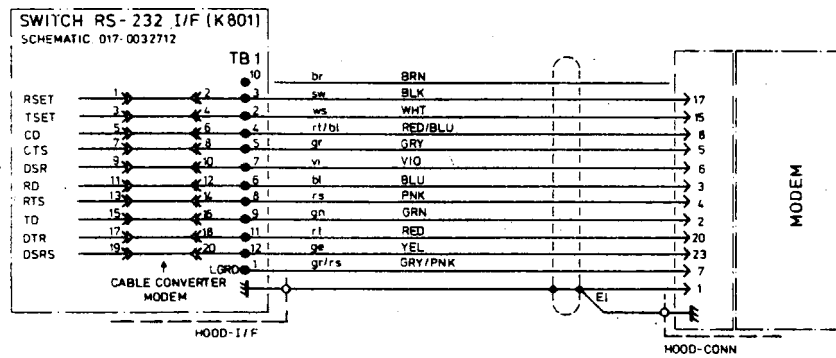 SWITCH RS-232 I/F (K801)
SCHEMATIC 017-0032712
TB 1
10 br BRN
RSET 1 2 3 sw BLK 17
TSET 3 4 2 ws WHT 15
CD 5 6 4 rt/bl RED/BLU 8
CTS 7 8 5 gr GRY 5
DSR 9 10 7 vi VIO 6
RD 11 12 6 bl BLU 3
RTS 13 14 8 rs PNK 4
TD 15 16 9 gn GRN 2
DTR 17 18 11 rt RED 20
DSRS 19 20 12 ge YEL 23
LGRD 1 gr/rs GRY/PNK 7
CABLE CONVERTER
MODEM
1
E1
HOOD-I/F
HOOD-CONN
MODEM